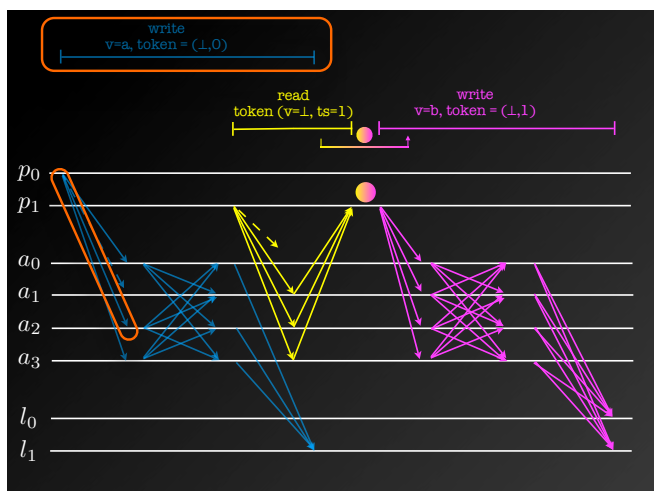 write
v=a, token = (⊥,0)
read
token (v=⊥, ts=1)
write
v=b, token = (⊥,1)
p₀
p₁
a₀
a₁
a₂
a₃
l₀
l₁